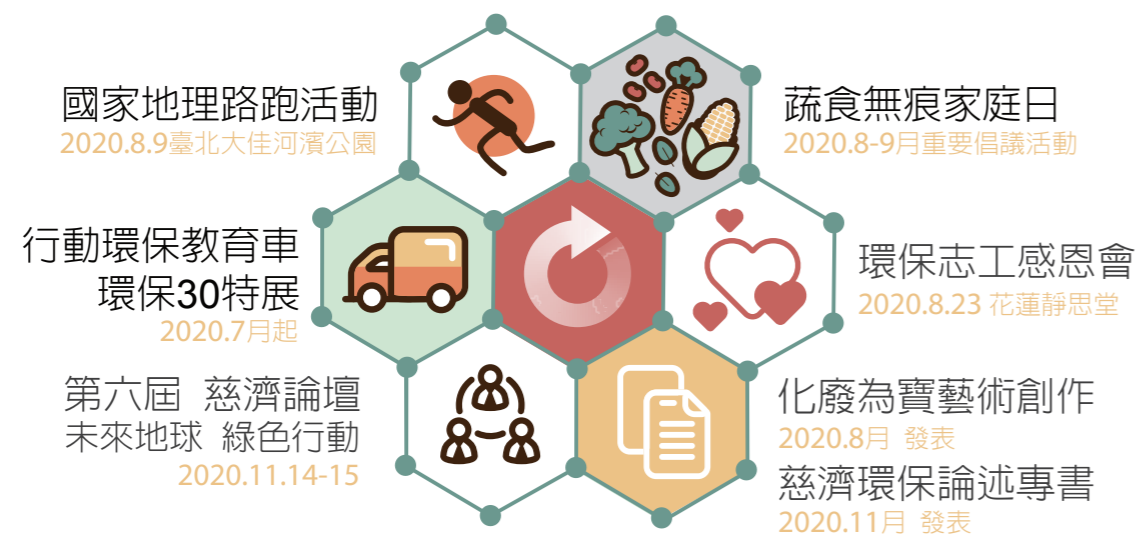 國家地理路跑活動
2020.8.9臺北大佳河濱公園
蔬食無痕家庭日
2020.8-9月重要倡議活動
行動環保教育車
環保30特展
2020.7月起
環保志工感恩會
2020.8.23 花蓮靜思堂
第六屆 慈濟論壇
未來地球 綠色行動
2020.11.14-15
化廢為寶藝術創作
2020.8月 發表
慈濟環保論述專書
2020.11月 發表